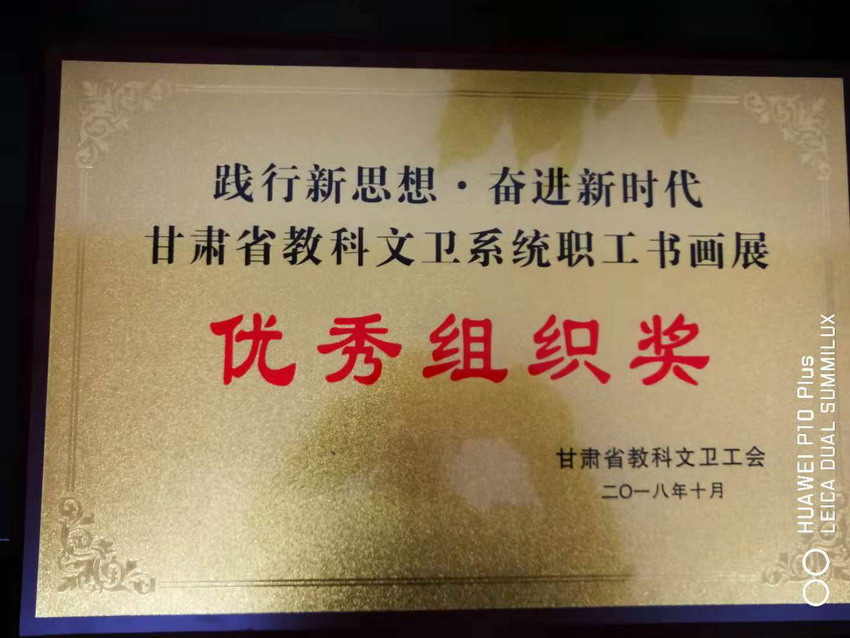 践行新思想·奋进新时代
甘肃省教科文卫系统职工书画展
优秀组织奖
甘肃省教科文卫工会
二〇一八年十月
HUAWEI P10 Plus
LEICA DUAL SUMMILUX